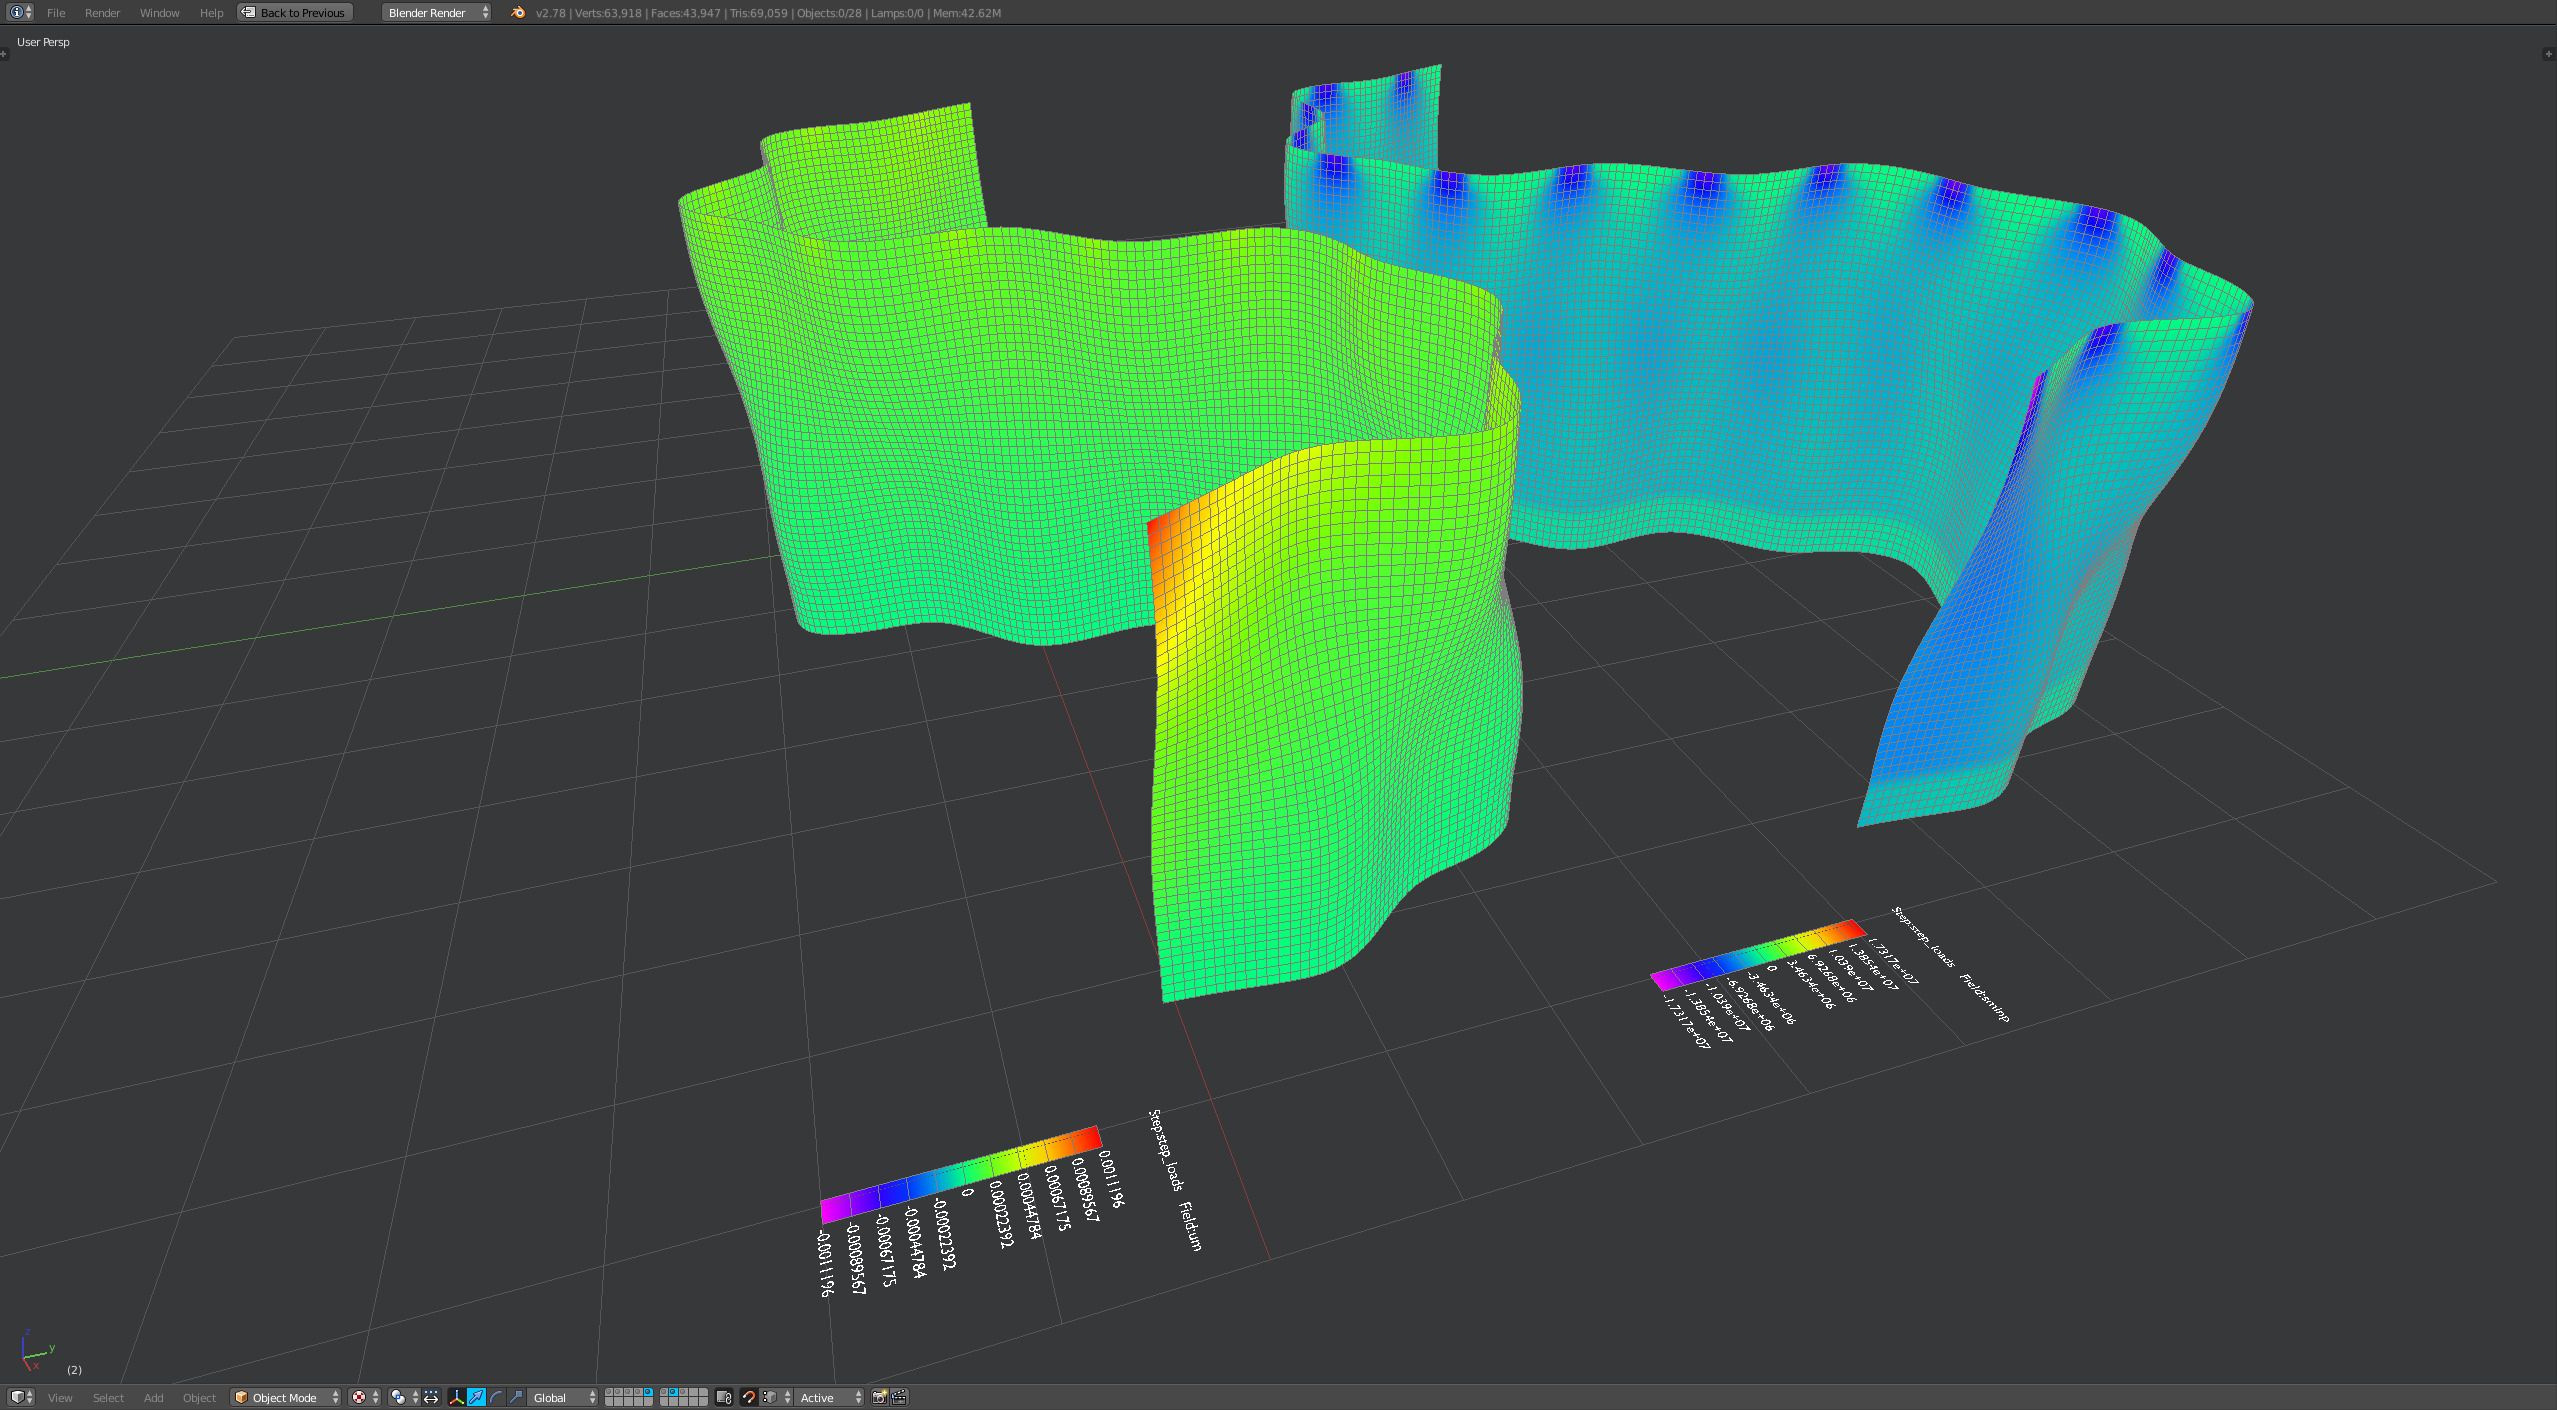 File Render Window Help Back to Previous Blender Render v2.78 | Verts:63,918 | Faces:43,947 | Tris:69,059 | Objects:0/28 | Lamps:0/0 | Mem:42.62M
User Persp
Step:step_loads Field:sminp
1.7317e+07
1.3854e+07
1.039e+07
6.9268e+06
3.4634e+06
0
-3.4634e+06
-6.9268e+06
-1.039e+07
-1.3854e+07
-1.7317e+07
Step:step_loads Field:um
0.0011196
0.00089567
0.00067175
0.00044784
0.00022392
0
-0.00022392
-0.00044784
-0.00067175
-0.00089567
-0.0011196
z
y
x
(2)
View Select Add Object Object Mode Global Active